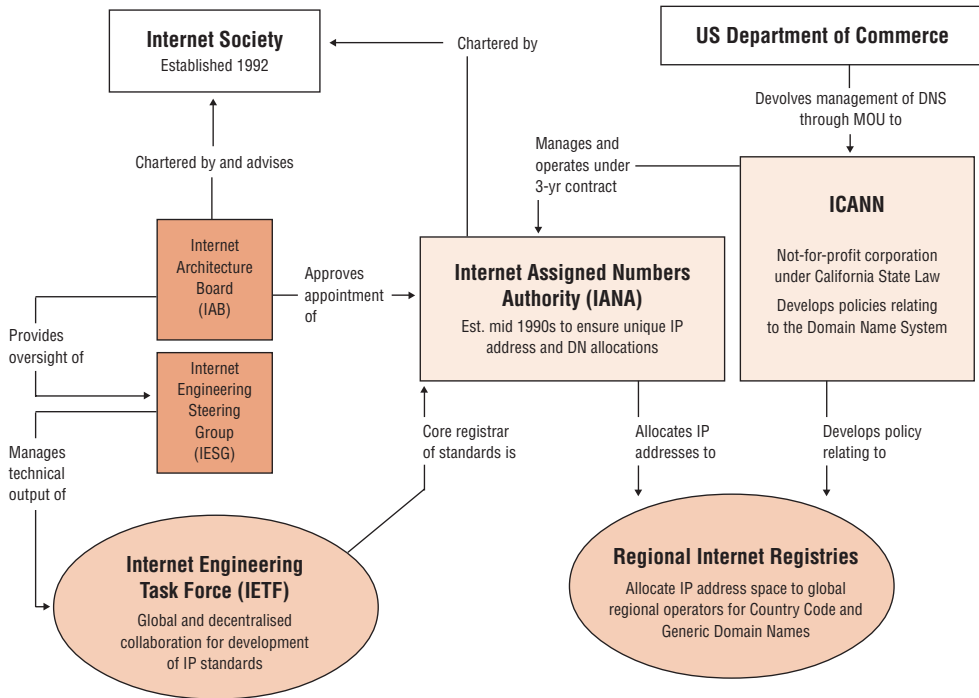 Internet Society
Established 1992
Chartered by
US Department of Commerce
Devolves management of DNS
through MOU to
Chartered by and advises
Manages and
operates under
3-yr contract
ICANN
Not-for-profit corporation
under California State Law
Develops policies relating
to the Domain Name System
Internet
Architecture
Board
(IAB)
Approves
appointment
of
Internet Assigned Numbers
Authority (IANA)
Est. mid 1990s to ensure unique IP
address and DN allocations
Provides
oversight of
Internet
Engineering
Steering
Group
(IESG)
Manages
technical
output of
Core registrar
of standards is
Allocates IP
addresses to
Develops policy
relating to
Internet Engineering
Task Force (IETF)
Global and decentralised
collaboration for development
of IP standards
Regional Internet Registries
Allocate IP address space to global
regional operators for Country Code and
Generic Domain Names